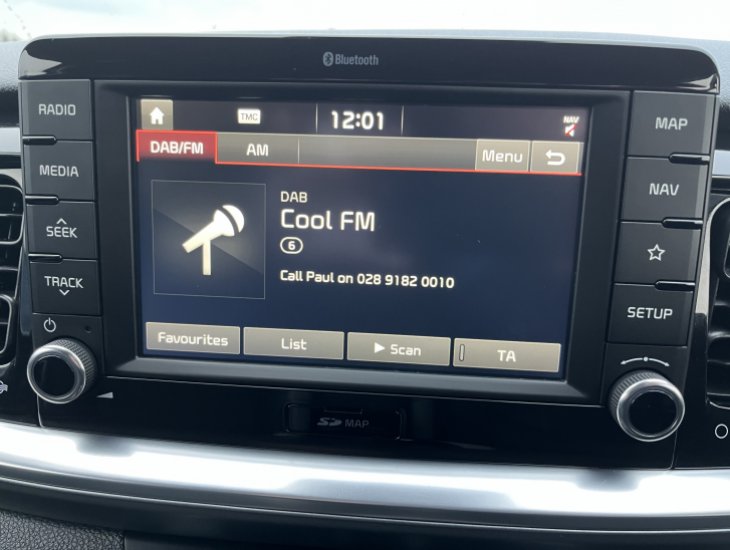 Bluetooth
RADIO
MEDIA
SEEK
TRACK
TMC
12:01
NAV
DAB/FM
AM
Menu
DAB
Cool FM
6
Call Paul on 028 9182 0010
Favourites
List
Scan
TA
MAP
NAV
SETUP
SD MAP